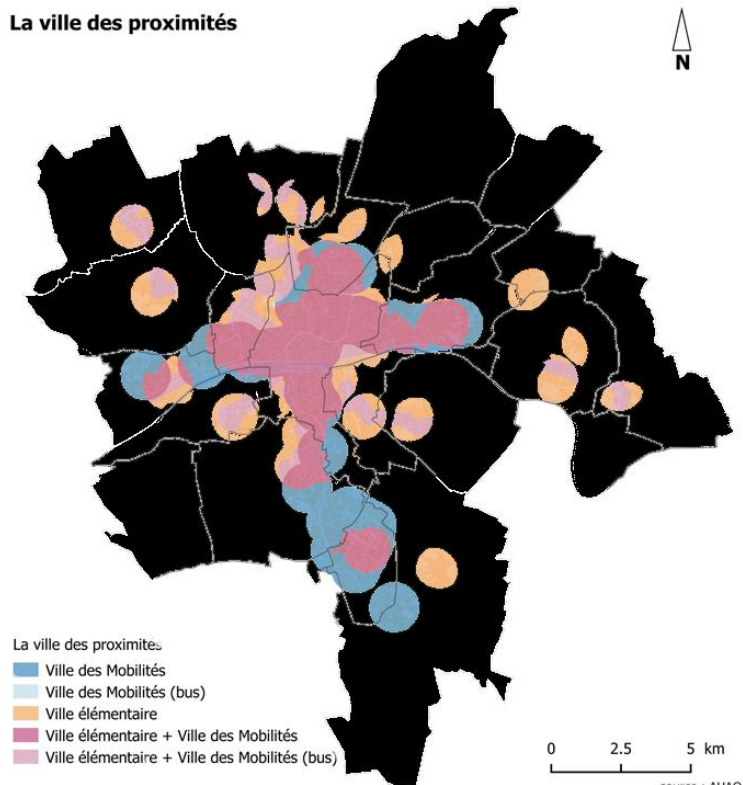 La ville des proximités
N
La ville des proximités
Ville des Mobilités
Ville des Mobilités (bus)
Ville élémentaire
Ville élémentaire + Ville des Mobilités
Ville élémentaire + Ville des Mobilités (bus)
0 2.5 5 km